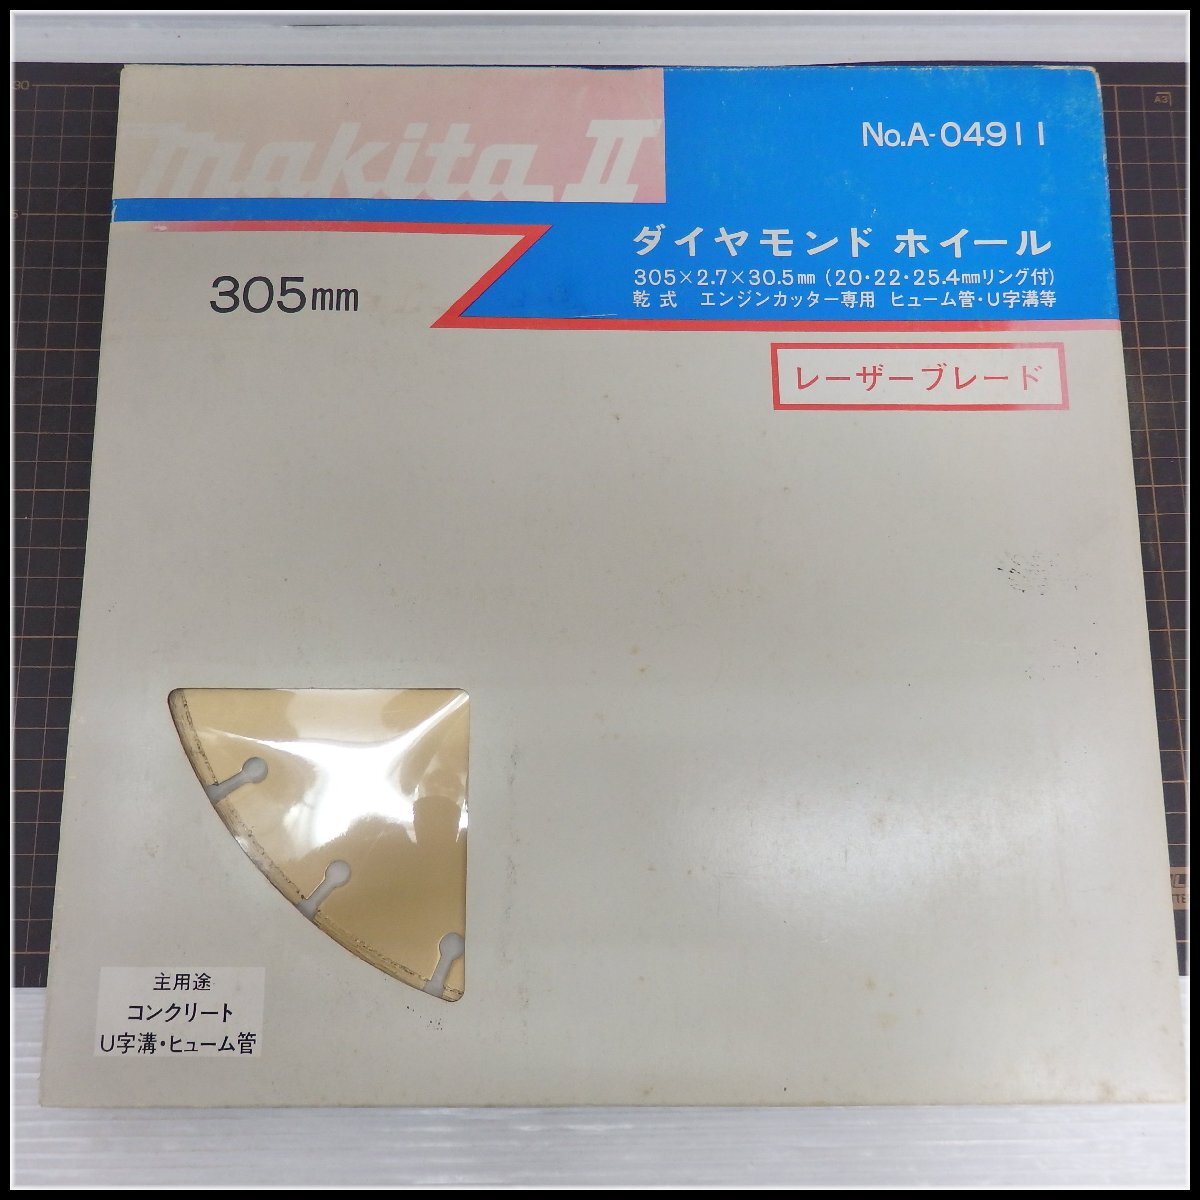 makita II
No.A-04911
ダイヤモンド ホイール
305×2.7×30.5mm (20・22・25.4mmリング付)
乾式 エンジンカッター専用 ヒューム管・U字溝等
305mm
レーザーブレード
主用途
コンクリート
U字溝・ヒューム管
30
A3